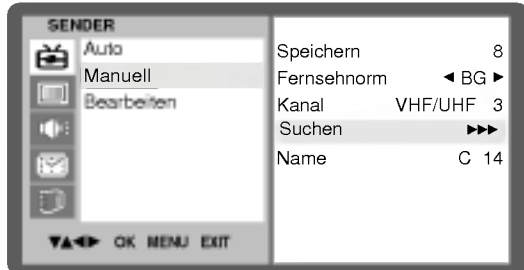 SENDER
Auto
Manuell
Bearbeiten
Speichern 8
Fernsehnorm ◄ BG ►
Kanal VHF/UHF 3
Suchen ►►►
Name C 14
▼▲◄► OK MENU EXIT